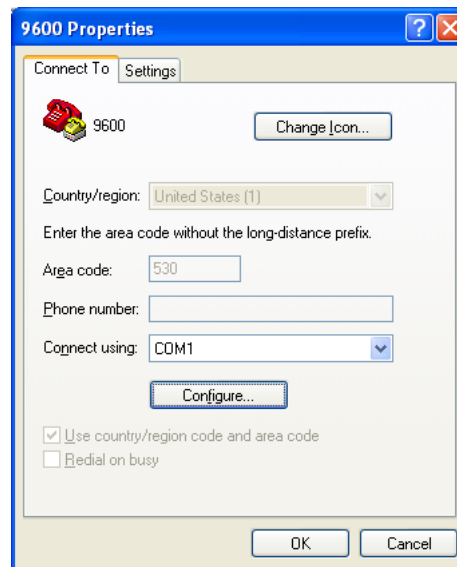 9600 Properties
Connect To Settings
9600 Change Icon...
Country/region: United States (1)
Enter the area code without the long-distance prefix.
Area code: 530
Phone number:
Connect using: COM1
Configure...
Use country/region code and area code
Redial on busy
OK Cancel